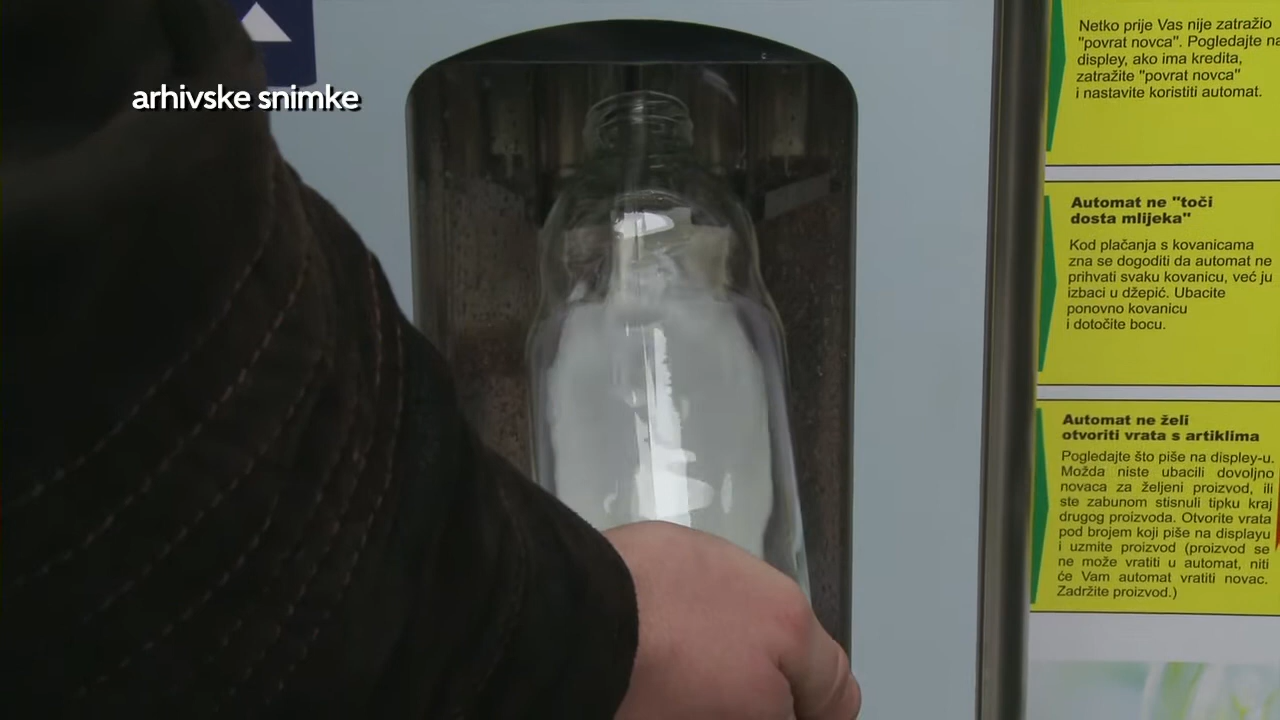 arhivske snimke
Netko prije Vas nije zatražio
"povrat novca". Pogledajte na
displey, ako ima kredita,
zatražite "povrat novca"
i nastavite koristiti automat.
Automat ne "toči
dosta mlijeka"
Kod plačanja s kovanicama
zna se dogoditi da automat ne
prihvati svaku kovanicu, već ju
izbaci u džepić. Ubacite
ponovno kovanicu
i dotočite bocu.
Automat ne želi
otvoriti vrata s artiklima
Pogledajte što piše na displey-u.
Možda niste ubacili dovoljno
novaca za željeni proizvod, ili
ste zabunom stisnuli tipku kraj
drugog proizvoda. Otvorite vrata
pod brojem koji piše na displayu
i uzmite proizvod (proizvod se
ne može vratiti u automat, niti
će Vam automat vratiti novac.
Zadržite proizvod.)